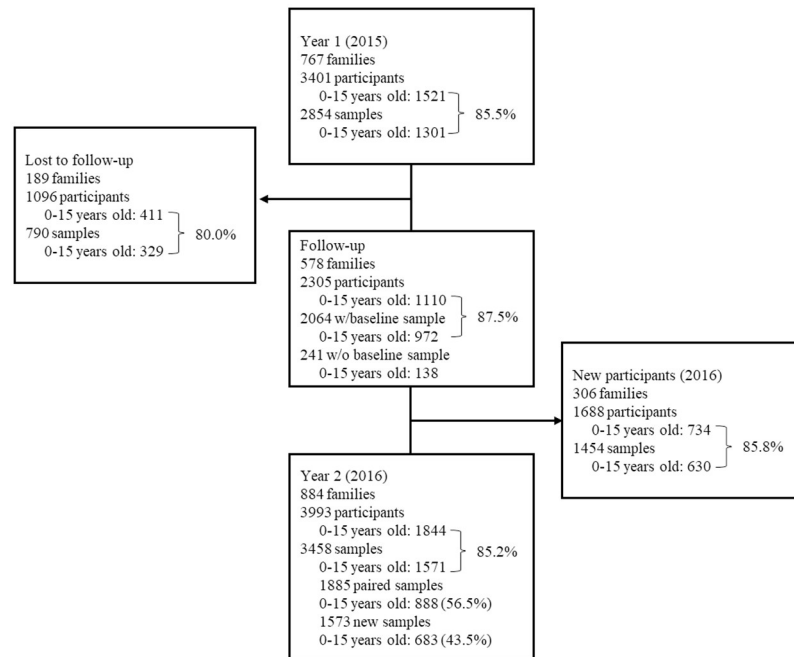 Year 1 (2015)
767 families
3401 participants
0-15 years old: 1521
2854 samples
0-15 years old: 1301
85.5%
Lost to follow-up
189 families
1096 participants
0-15 years old: 411
790 samples
0-15 years old: 329
80.0%
Follow-up
578 families
2305 participants
0-15 years old: 1110
2064 w/baseline sample
0-15 years old: 972
87.5%
241 w/o baseline sample
0-15 years old: 138
New participants (2016)
306 families
1688 participants
0-15 years old: 734
1454 samples
0-15 years old: 630
85.8%
Year 2 (2016)
884 families
3993 participants
0-15 years old: 1844
3458 samples
0-15 years old: 1571
85.2%
1885 paired samples
0-15 years old: 888 (56.5%)
1573 new samples
0-15 years old: 683 (43.5%)